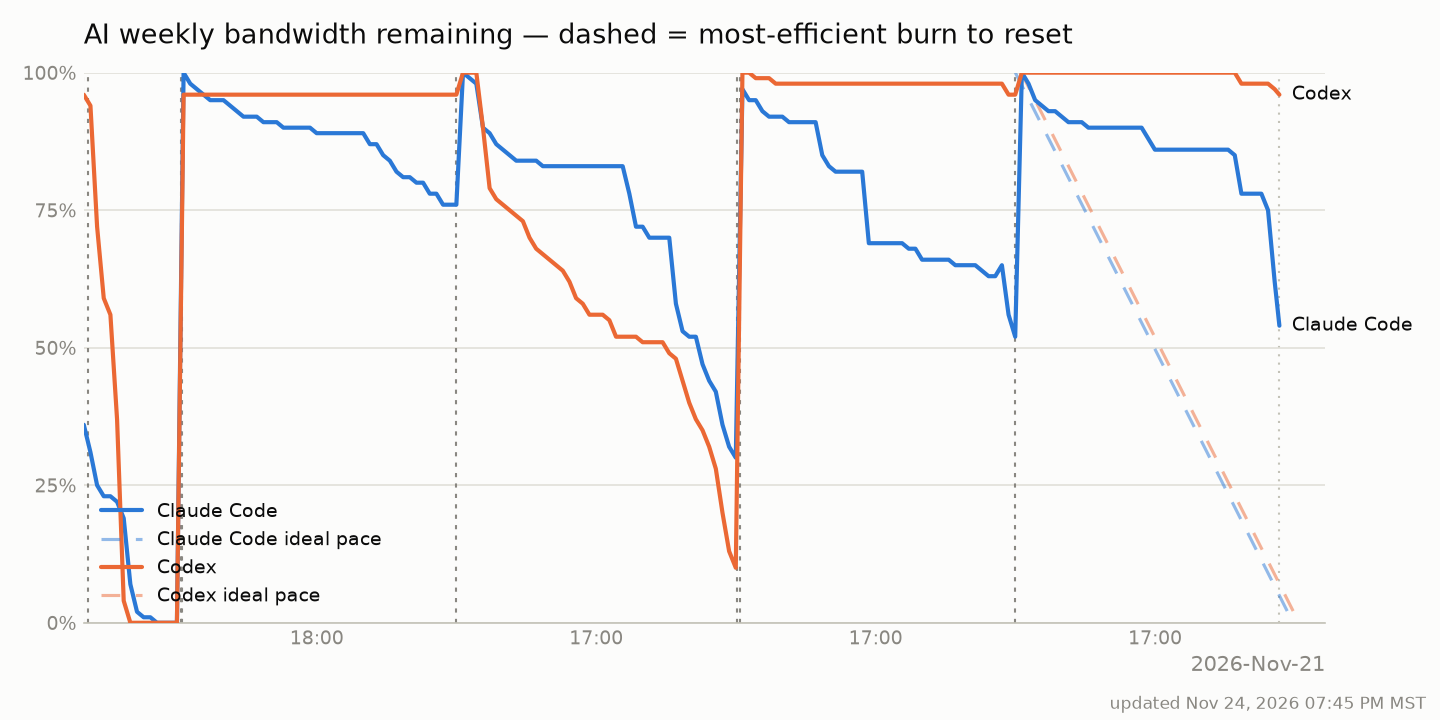 AI weekly bandwidth remaining — dashed = most-efficient burn to reset
100%
75%
50%
25%
0%
Codex
Claude Code
Claude Code
Claude Code ideal pace
Codex
Codex ideal pace
18:00
17:00
17:00
17:00
2026-Nov-21
updated Nov 24, 2026 07:45 PM MST